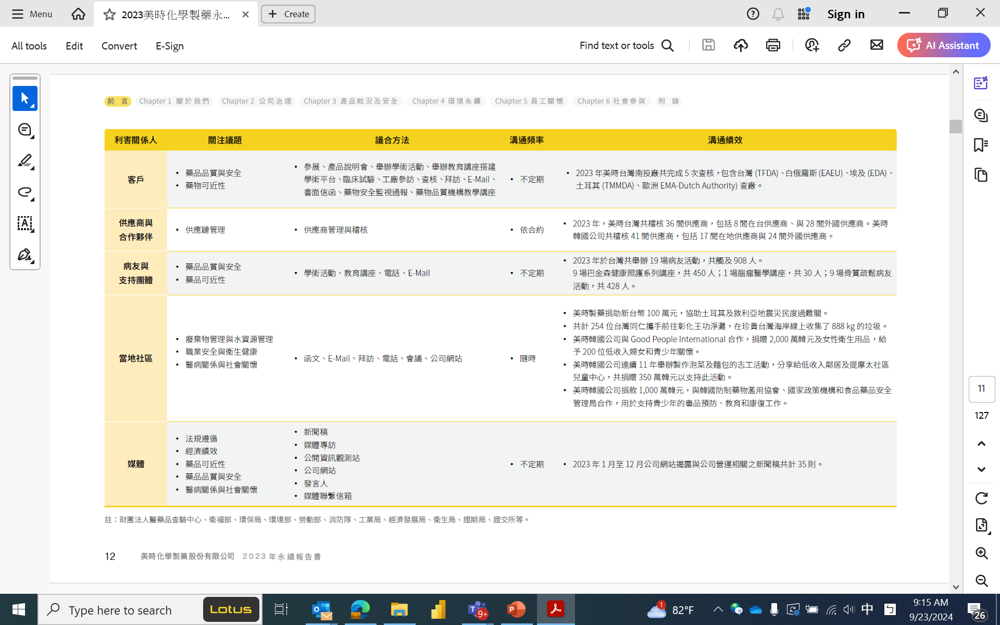 Menu
2023美時化學製藥永...
Create
Sign in
All tools
Edit
Convert
E-Sign
Find text or tools
AI Assistant
前 言
Chapter 1 關於我們
Chapter 2 公司治理
Chapter 3 產品概況及安全
Chapter 4 環境永續
Chapter 5 員工關懷
Chapter 6 社會參與
附 錄
利害關係人 關注議題 議合方法 溝通頻率 溝通績效
客戶
• 藥品品質與安全
• 藥物可近性
• 參展、產品說明會、舉辦學術活動、舉辦教育講座搭建
學術平台、臨床試驗、工廠參訪、查核、拜訪、E-Mail、
書面信函、藥物安全監視通報、藥物品質機構教學講座
• 不定期
• 2023 年美時台灣南投廠共完成 5 次查核，包含台灣 (TFDA)、白俄羅斯 (EAEU)、埃及 (EDA)、
土耳其 (TMMDA)、歐洲 EMA-Dutch Authority) 查廠。
供應商與
合作夥伴
• 供應鏈管理
• 供應商管理與稽核
• 依合約
• 2023 年，美時台灣共稽核 36 間供應商，包括 8 間在台供應商、與 28 間外國供應商。美時
韓國公司共稽核 41 間供應商，包括 17 間在地供應商與 24 間外國供應商。
病友與
支持團體
• 藥品品質與安全
• 藥品可近性
• 學術活動、教育講座、電話、E-Mail
• 不定期
• 2023 年於台灣共舉辦 19 場病友活動，共觸及 908 人。
9 場巴金森健康照護系列講座，共 450 人；1 場腦瘤醫學講座，共 30 人；9 場骨質疏鬆病友
活動，共 428 人。
當地社區
• 廢棄物管理與水資源管理
• 職業安全與衛生健康
• 醫病關係與社會關懷
• 函文、E-Mail、拜訪、電話、會議、公司網站
• 隨時
• 美時製藥捐助新台幣 100 萬元，協助土耳其及敘利亞地震災民度過難關。
• 共計 254 位台灣同仁攜手前往彰化王功淨灘，在珍貴台灣海岸線上收集了 888 kg 的垃圾。
• 美時韓國公司與 Good People International 合作，捐贈 2,000 萬韓元及女性衛生用品，給
予 200 位低收入婦女和青少年關懷。
• 美時韓國公司連續 11 年舉辦製作泡菜及麵包的志工活動，分享給低收入鄰居及提摩太社區
兒童中心，共捐贈 350 萬韓元以支持此活動。
• 美時韓國公司捐款 1,000 萬韓元，與韓國防制藥物濫用協會、國家政策機構和食品藥品安全
管理局合作，用於支持青少年的毒品預防、教育和康復工作。
媒體
• 法規遵循
• 經濟績效
• 藥品可近性
• 藥品品質與安全
• 醫病關係與社會關懷
• 新聞稿
• 媒體專訪
• 公開資訊觀測站
• 公司網站
• 發言人
• 媒體聯繫信箱
• 不定期
• 2023 年 1 月至 12 月公司網站揭露與公司營運相關之新聞稿共計 35 則。
註：財團法人醫藥品查驗中心、衛福部、環保局、環境部、勞動部、消防隊、工業局、經濟發展局、衛生局、證期局、證交所等。
12 美時化學製藥股份有限公司 2023 年永續報告書
11
127
Type here to search
Lotus
9+
1
82°F
中
9:15 AM
9/23/2024
26